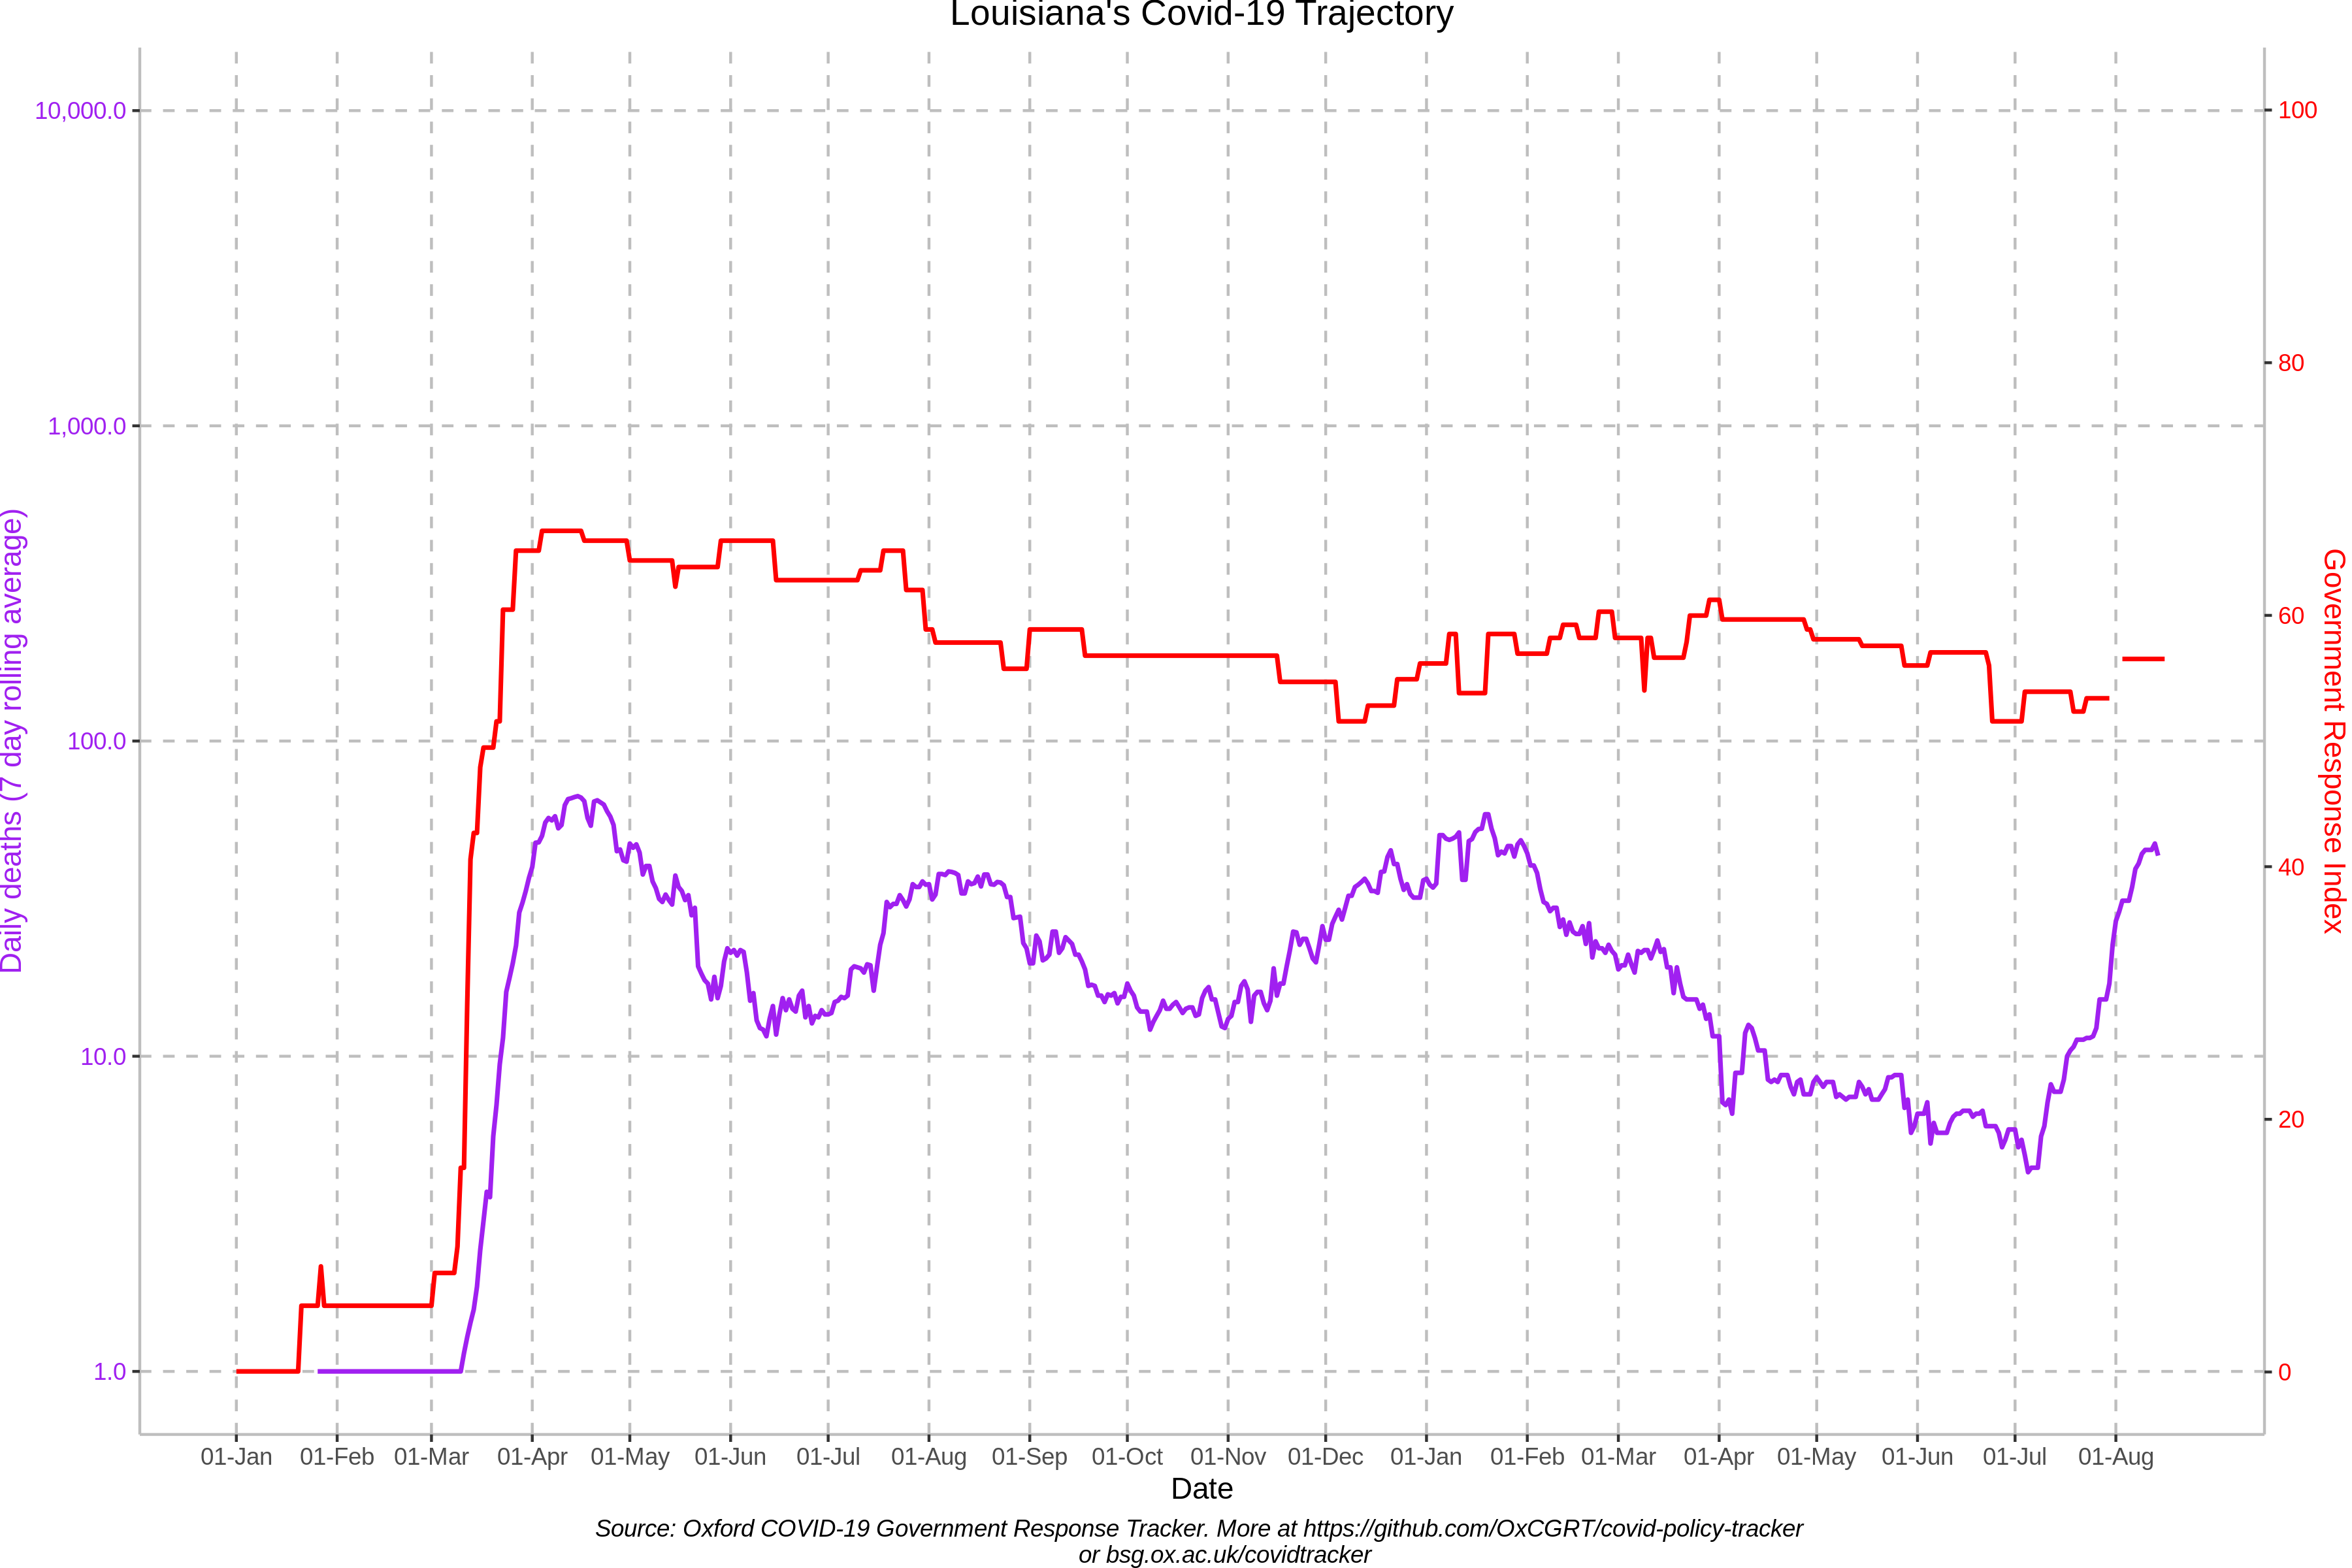 Louisiana's Covid-19 Trajectory
10,000.0
1,000.0
100.0
10.0
1.0
Daily deaths (7 day rolling average)
100
80
60
40
20
0
Government Response Index
01-Jan 01-Feb 01-Mar 01-Apr 01-May 01-Jun 01-Jul 01-Aug 01-Sep 01-Oct 01-Nov 01-Dec 01-Jan 01-Feb 01-Mar 01-Apr 01-May 01-Jun 01-Jul 01-Aug
Date
Source: Oxford COVID-19 Government Response Tracker. More at https://github.com/OxCGRT/covid-policy-tracker
or bsg.ox.ac.uk/covidtracker